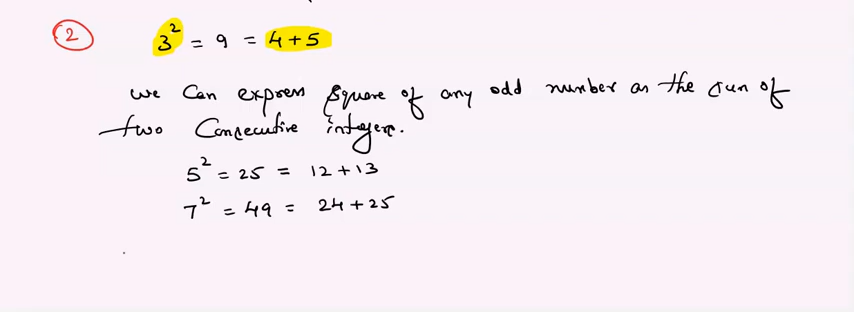 2 3² = 9 = 4 + 5
we can express square of any odd number as the sum of
two consecutive integers.
5² = 25 = 12 + 13
7² = 49 = 24 + 25